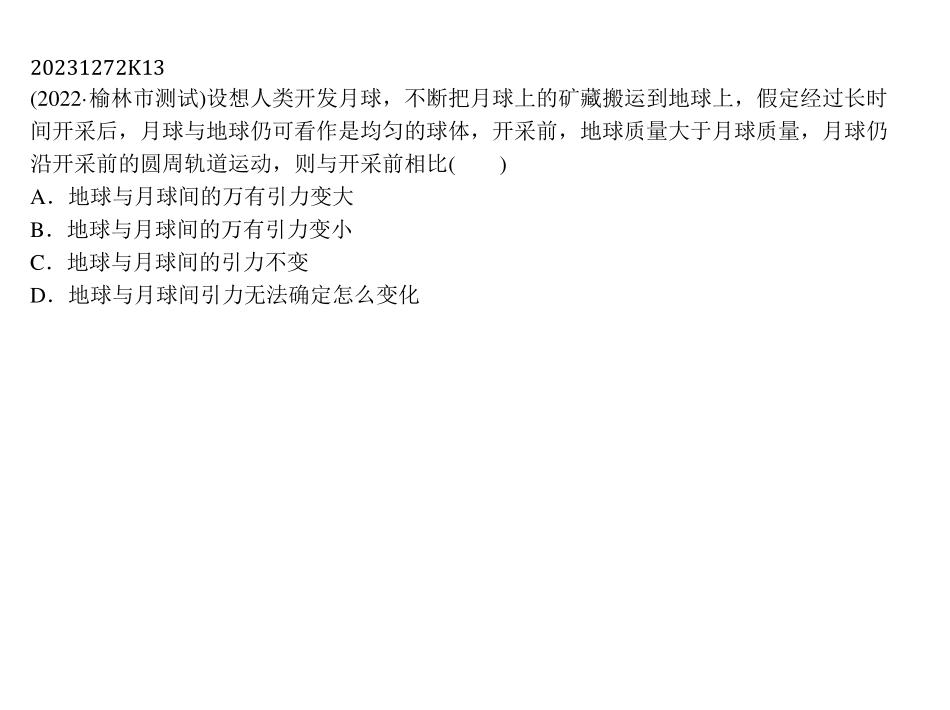 20231272K13
(2022·榆林市测试)设想人类开发月球，不断把月球上的矿藏搬运到地球上，假定经过长时
间开采后，月球与地球仍可看作是均匀的球体，开采前，地球质量大于月球质量，月球仍
沿开采前的圆周轨道运动，则与开采前相比(　　)
A．地球与月球间的万有引力变大
B．地球与月球间的万有引力变小
C．地球与月球间的引力不变
D．地球与月球间引力无法确定怎么变化